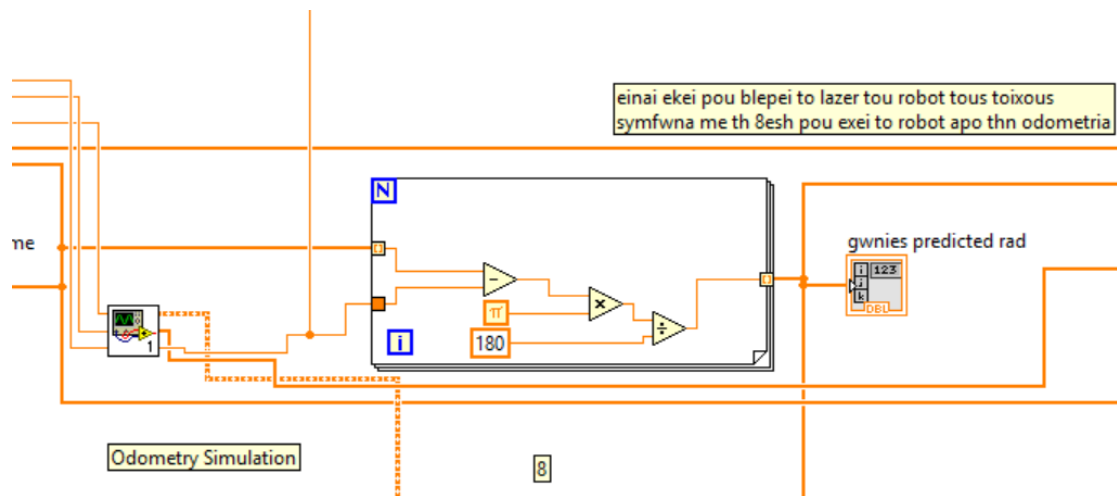 einai ekei pou blepei to lazer tou robot tous toixous
symfwna me th 8esh pou exei to robot apo thn odometria
N
me
gwnies predicted rad
i 123
j
k
DBL
π
180
i
1
Odometry Simulation
8